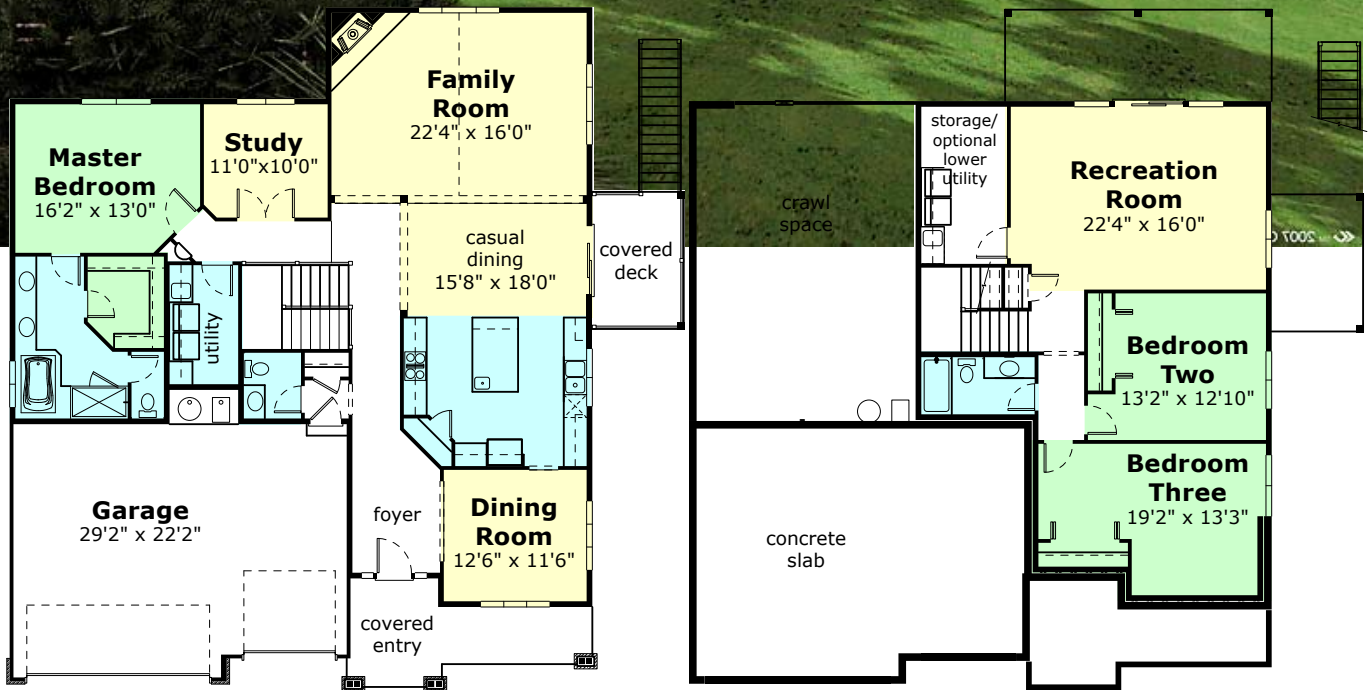 Family
Room
22'4" x 16'0"
Study
11'0"x10'0"
Master
Bedroom
16'2" x 13'0"
casual
dining
15'8" x 18'0"
covered
deck
utility
Garage
29'2" x 22'2"
foyer
Dining
Room
12'6" x 11'6"
covered
entry
storage/
optional
lower
utility
Recreation
Room
22'4" x 16'0"
crawl
space
2007
Bedroom
Two
13'2" x 12'10"
Bedroom
Three
19'2" x 13'3"
concrete
slab